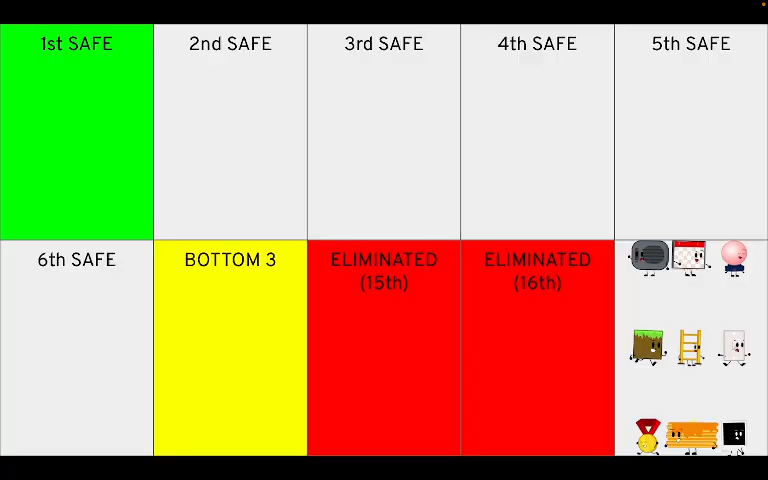 1st SAFE
2nd SAFE
3rd SAFE
4th SAFE
5th SAFE
6th SAFE
BOTTOM 3
ELIMINATED
(15th)
ELIMINATED
(16th)